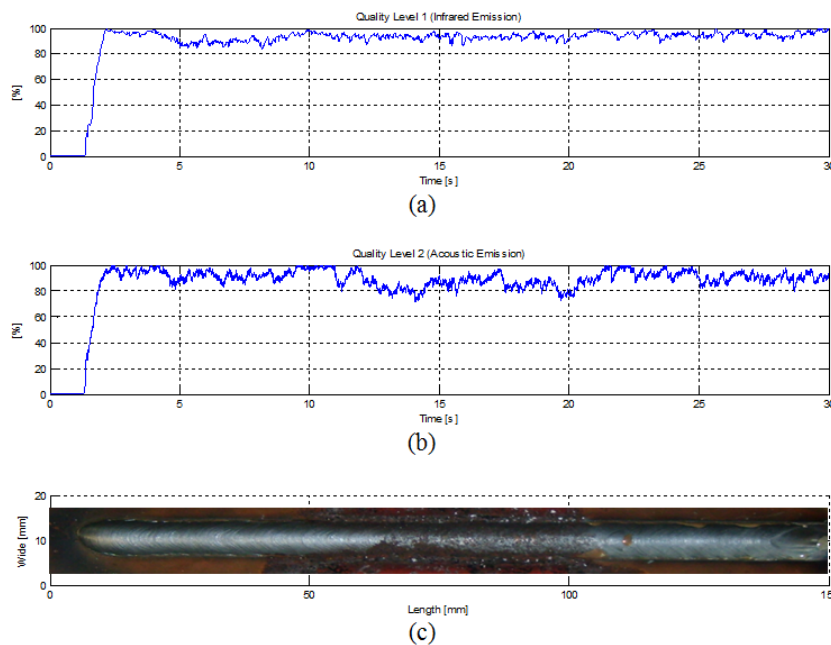 Quality Level 1 (Infrared Emission)
100
80
60
40
20
0
[%]
0 5 10 15 20 25 30
Time [s]
(a)
Quality Level 2 (Acoustic Emission)
100
80
60
40
20
0
[%]
0 5 10 15 20 25 30
Time [s]
(b)
20
10
0
Wide [mm]
0 50 100 15
Length [mm]
(c)